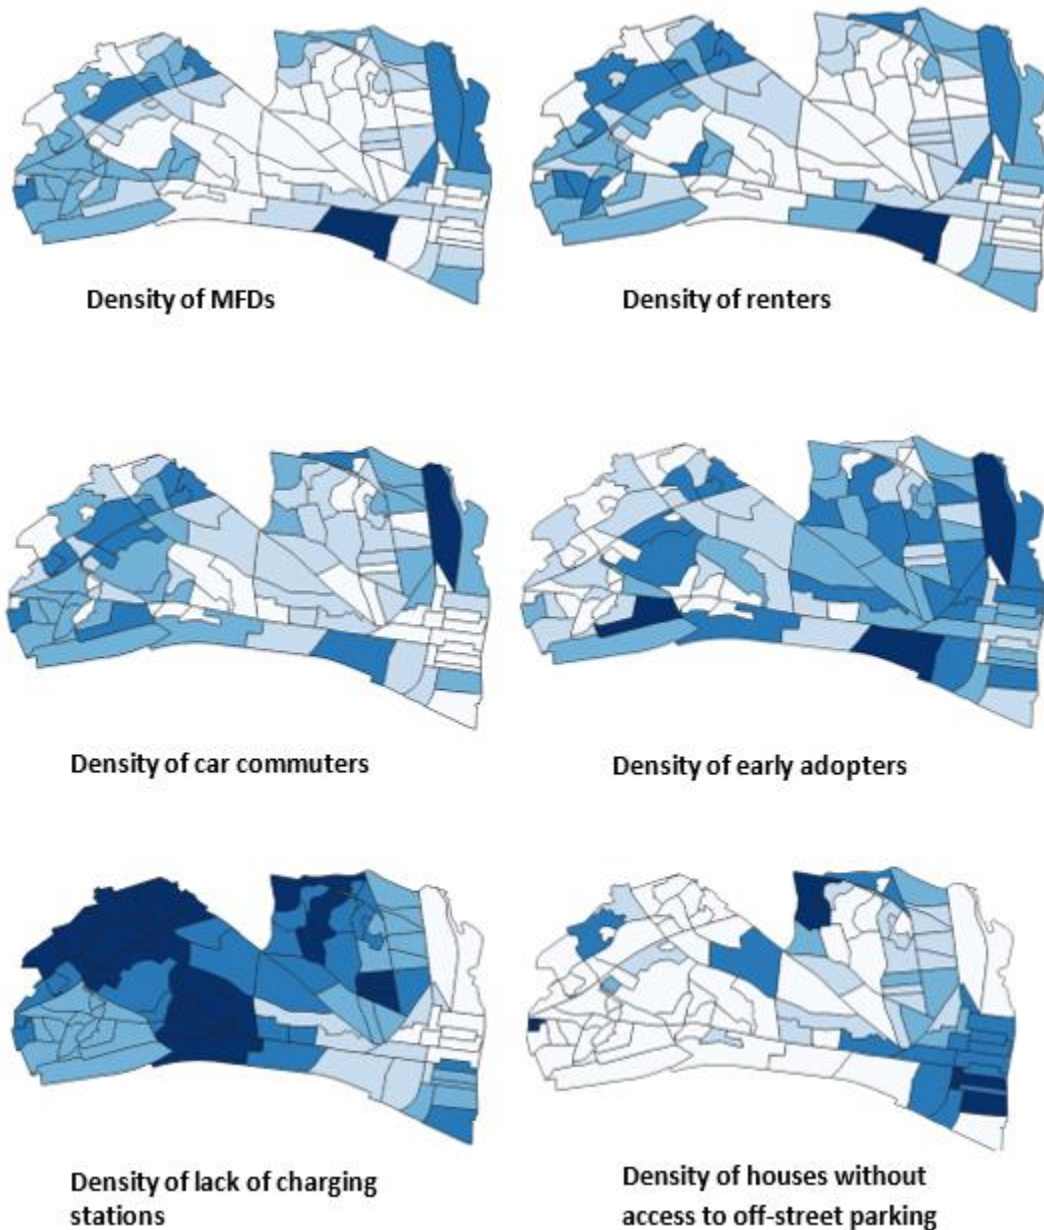 Density of MFDs
Density of renters
Density of car commuters
Density of early adopters
Density of lack of charging
stations
Density of houses without
access to off-street parking